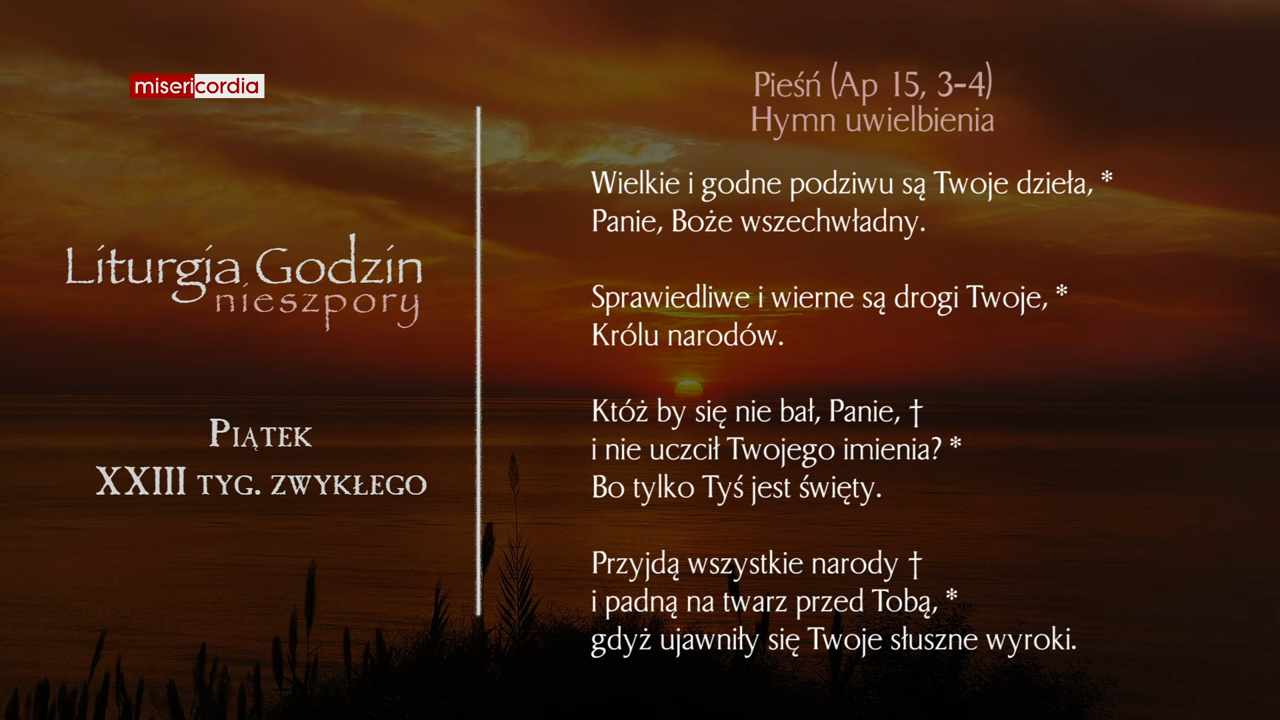 misericordia
Liturgia Godzin
nieszpory
Piątek
XXIII tyg. zwykłego
Pieśń (Ap 15, 3-4)
Hymn uwielbienia
Wielkie i godne podziwu są Twoje dzieła, *
Panie, Boże wszechwładny.
Sprawiedliwe i wierne są drogi Twoje, *
Królu narodów.
Któż by się nie bał, Panie, †
i nie uczcił Twojego imienia? *
Bo tylko Tyś jest święty.
Przyjdą wszystkie narody †
i padną na twarz przed Tobą, *
gdyż ujawniły się Twoje słuszne wyroki.